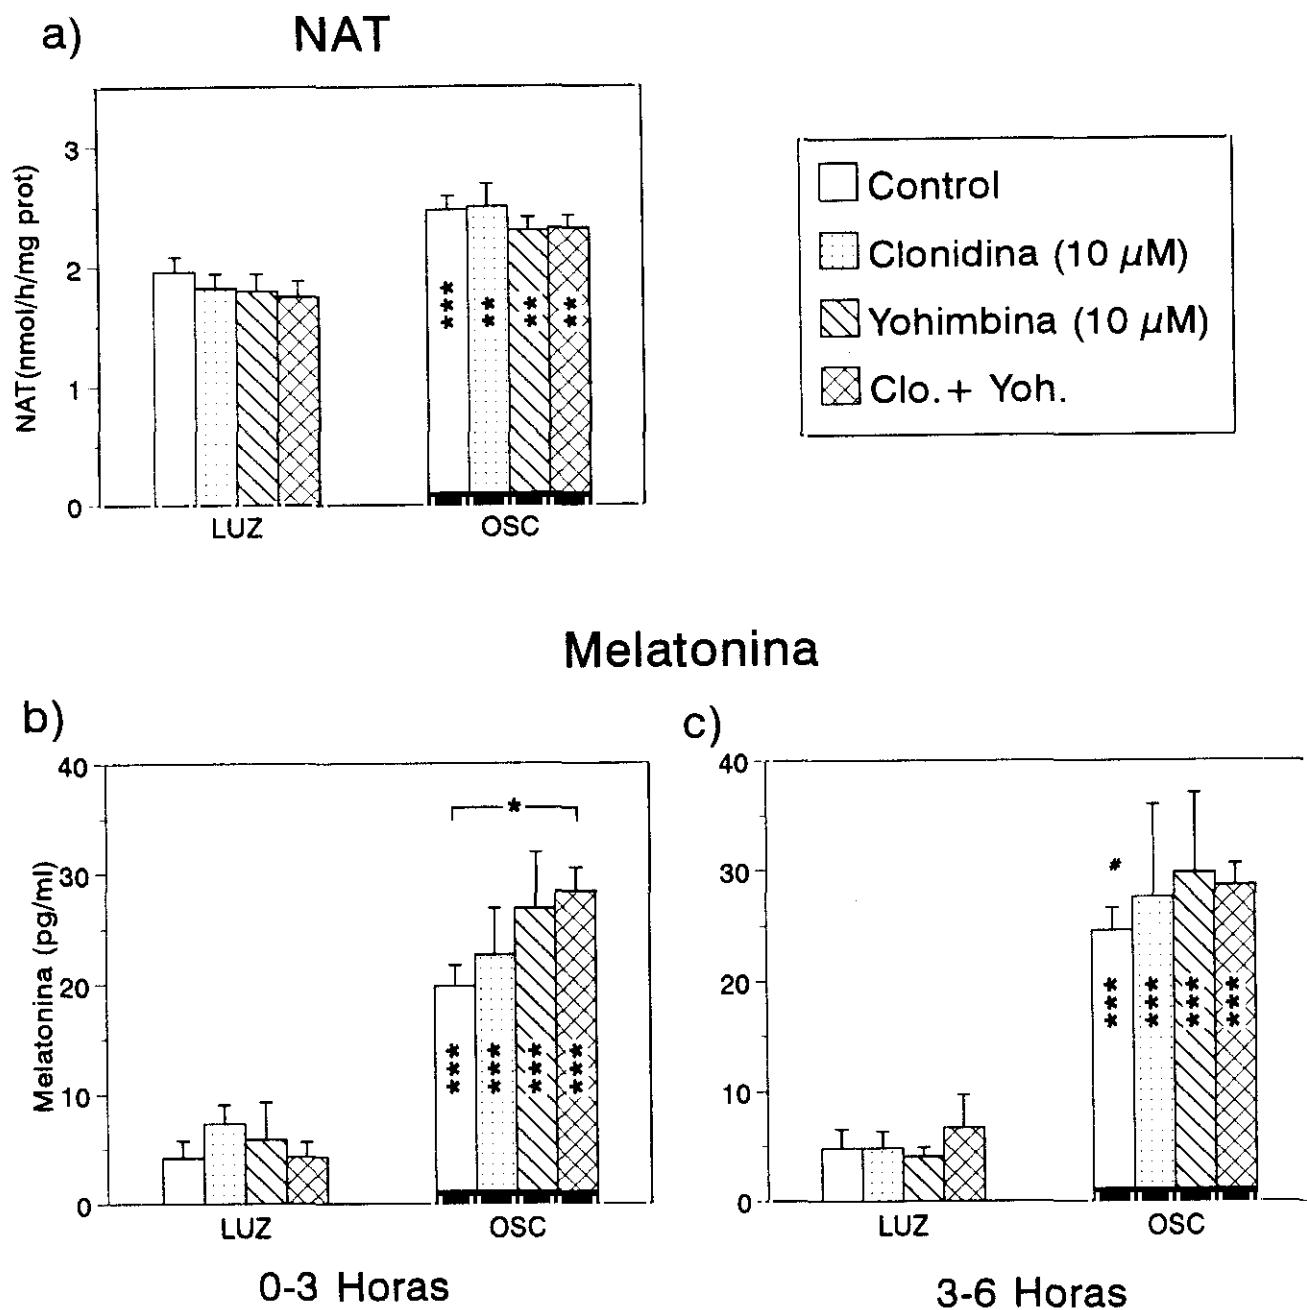 a)
NAT
NAT(nmol/h/mg prot)
3
2
1
0
***
**
**
**
LUZ
OSC
Control
Clonidina (10 µM)
Yohimbina (10 µM)
Clo.+ Yoh.
Melatonina
b)
Melatonina (pg/ml)
40
30
20
10
0
*
***
***
***
***
LUZ
OSC
0-3 Horas
c)
40
30
20
10
0
#
***
***
***
***
LUZ
OSC
3-6 Horas